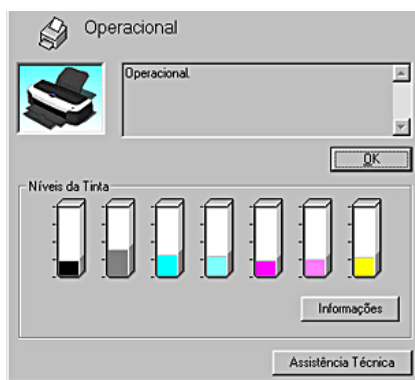 Operacional
Operacional.
OK
Níveis da Tinta
Informações
Assistência Técnica